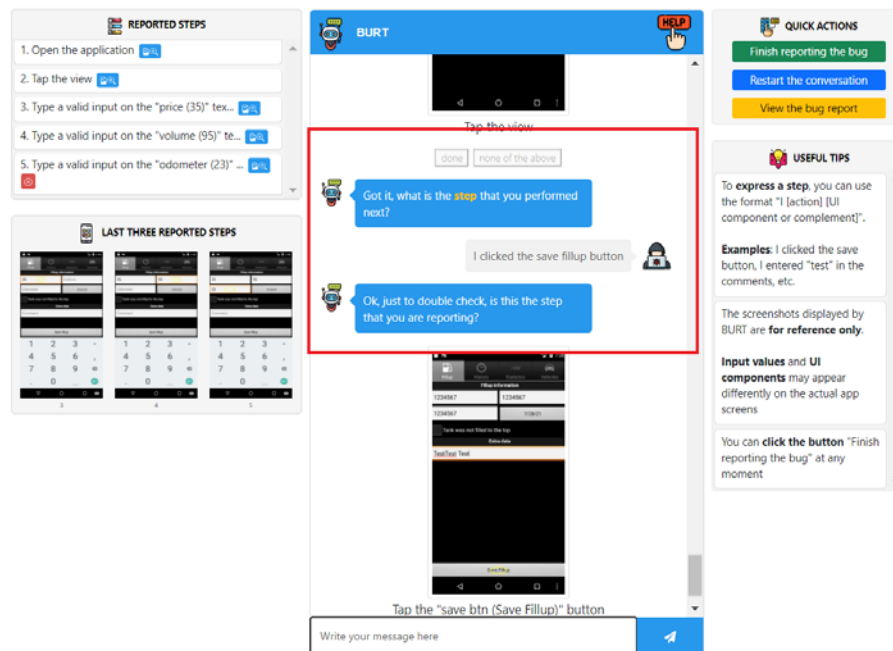 REPORTED STEPS
1. Open the application
2. Tap the view
3. Type a valid input on the "price (35)" tex...
4. Type a valid input on the "volume (95)" te...
5. Type a valid input on the "odometer (23)" ...
LAST THREE REPORTED STEPS
3
4
5
BURT
HELP
Tap the view
done
none of the above
Got it, what is the step that you performed
next?
I clicked the save fillup button
Ok, just to double check, is this the step
that you are reporting?
Fillup Information
1234567
1234567
1234567
Tank was not filled to the top
Extra data
TestTest Test
Save Fillup
Tap the "save btn (Save Fillup)" button
Write your message here
QUICK ACTIONS
Finish reporting the bug
Restart the conversation
View the bug report
USEFUL TIPS
To express a step, you can use
the format "I [action] [UI
component or complement]".
Examples: I clicked the save
button, I entered "test" in the
comments, etc.
The screenshots displayed by
BURT are for reference only.
Input values and UI
components may appear
differently on the actual app
screens
You can click the button "Finish
reporting the bug" at any
moment